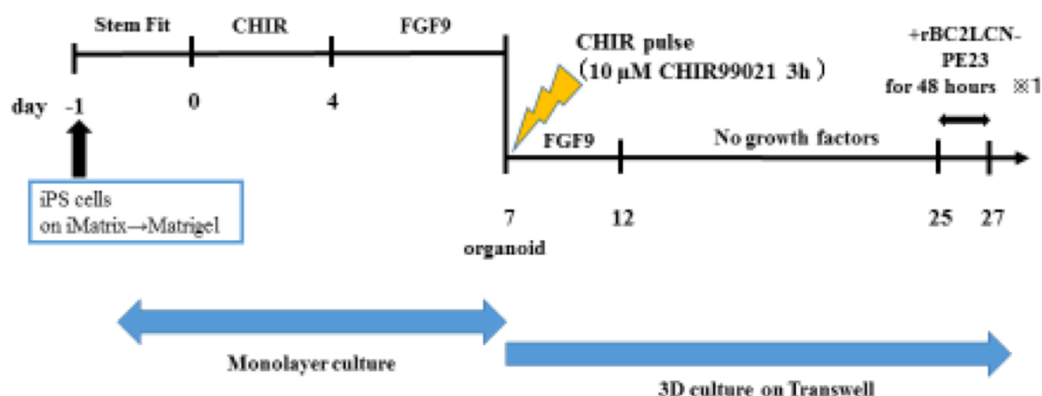 Stem Fit CHIR FGF9
day -1 0 4
iPS cells
on iMatrix→Matrigel
CHIR pulse
(10 μM CHIR99021 3h )
+rBC2LCN-
PE23
for 48 hours ※1
FGF9 No growth factors
7 12 25 27
organoid
Monolayer culture
3D culture on Transwell